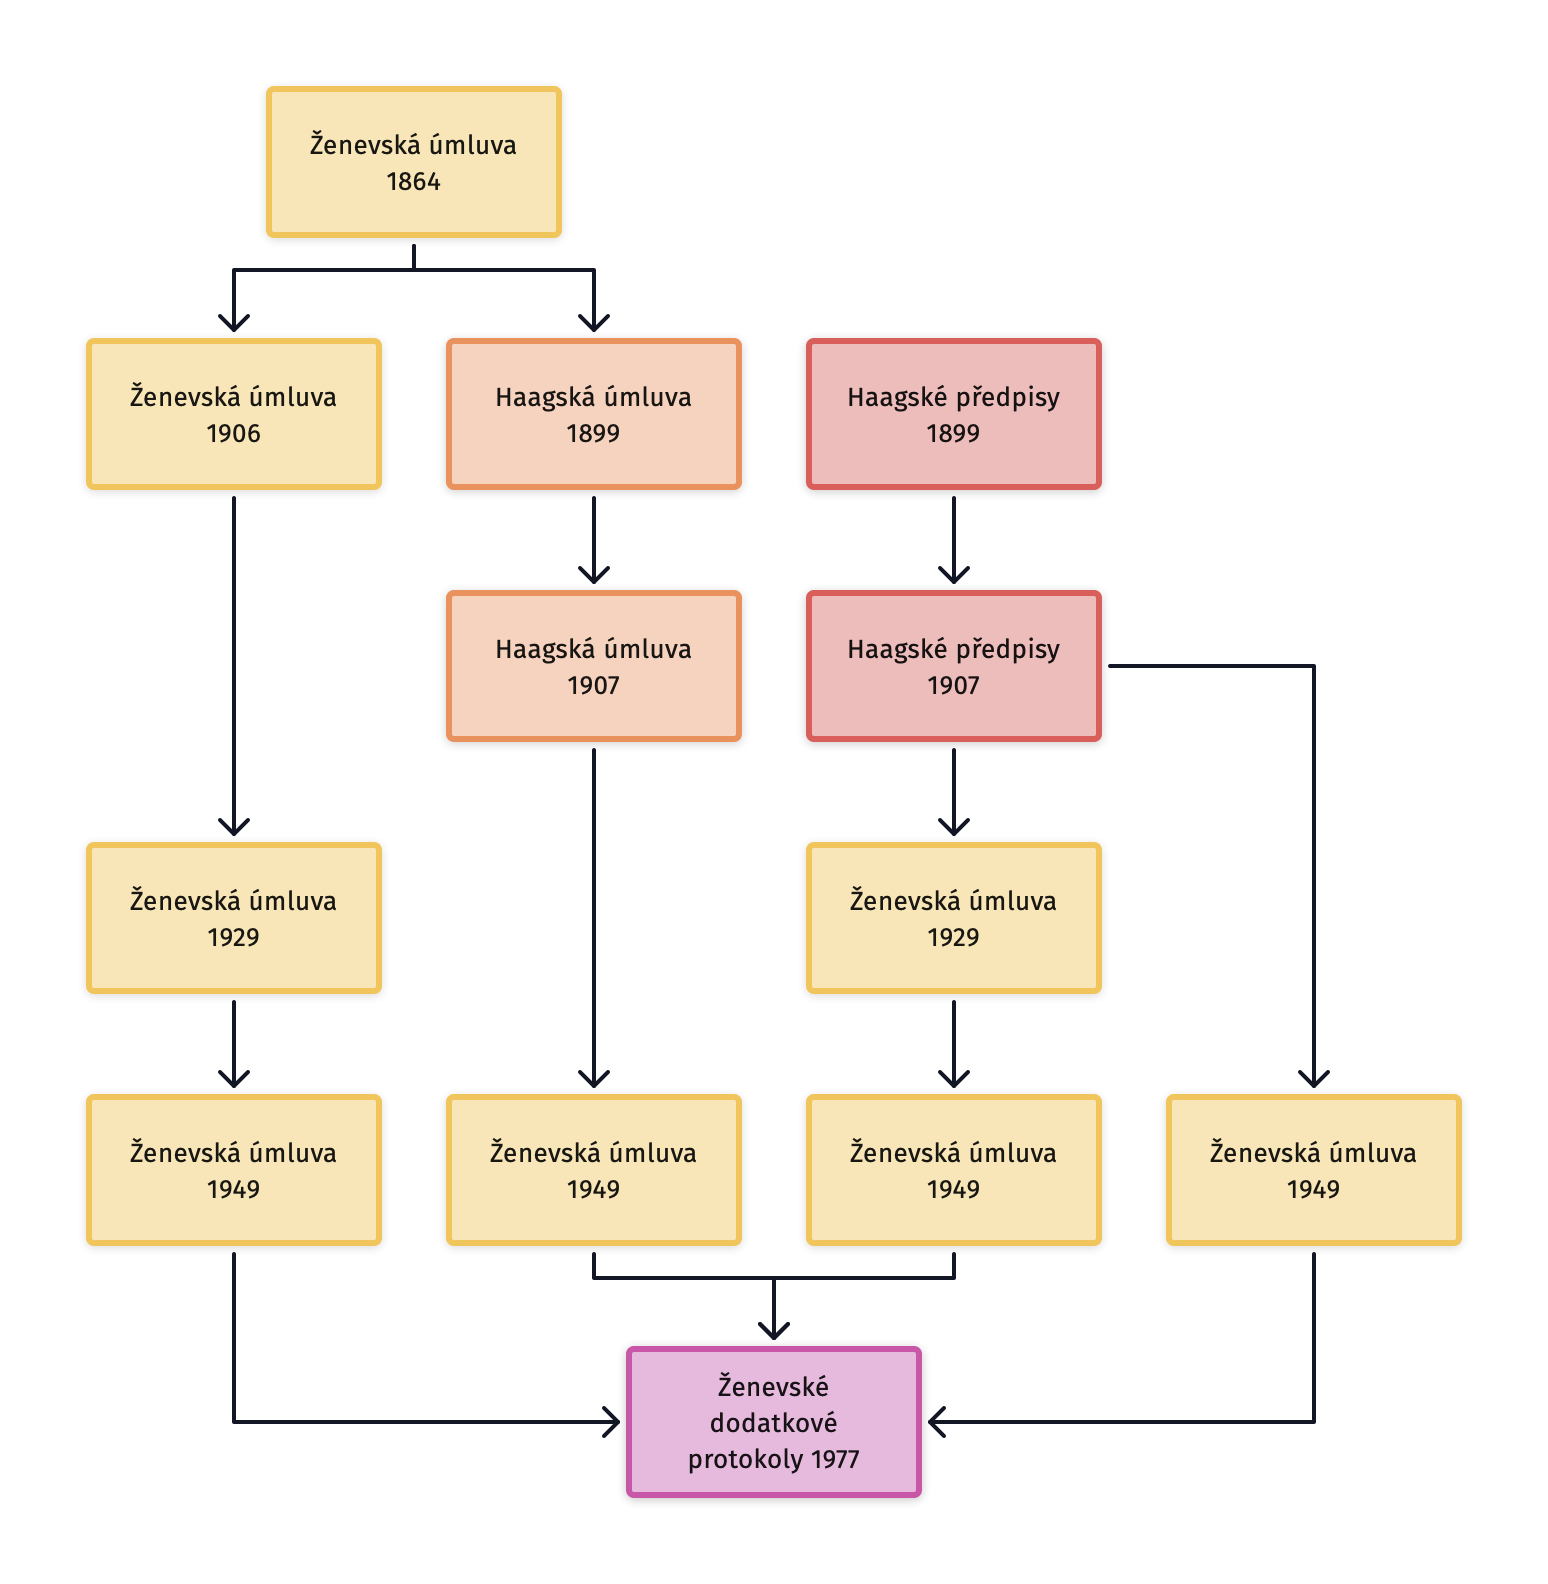 Ženevská úmluva
1864
Ženevská úmluva
1906
Haagská úmluva
1899
Haagské předpisy
1899
Haagská úmluva
1907
Haagské předpisy
1907
Ženevská úmluva
1929
Ženevská úmluva
1929
Ženevská úmluva
1949
Ženevská úmluva
1949
Ženevská úmluva
1949
Ženevská úmluva
1949
Ženevské
dodatkové
protokoly 1977